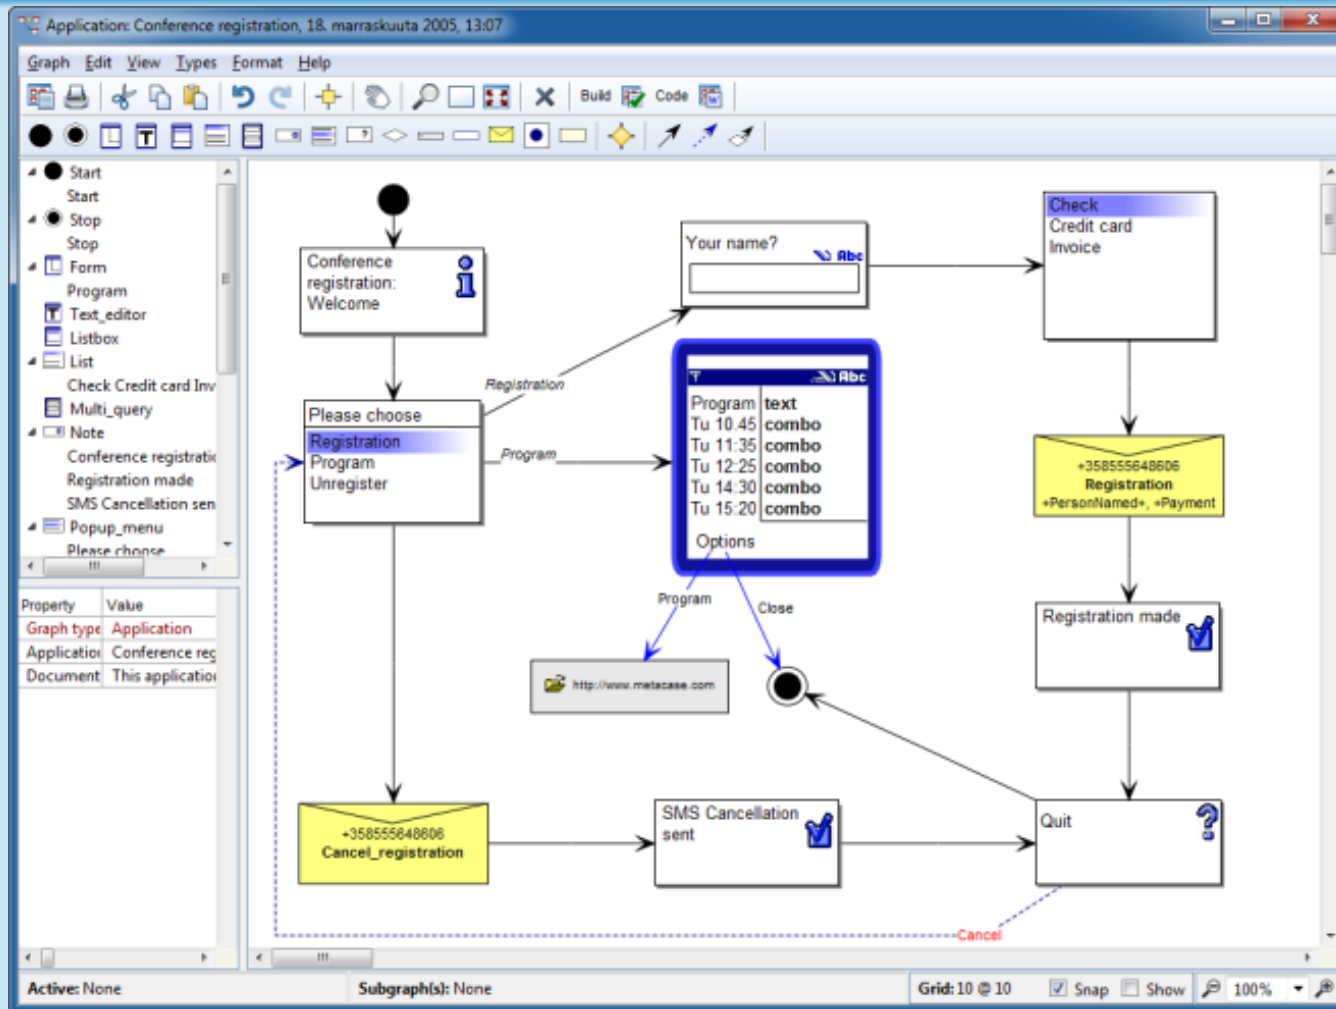 Application: Conference registration, 18. marraskuuta 2005, 13:07
Graph Edit View Types Format Help
Build Code
Start
Start
Stop
Stop
Form
Program
Text_editor
Listbox
List
Check Credit card Inv
Multi_query
Note
Conference registratic
Registration made
SMS Cancellation sen
Popup_menu
Please choose
Property Value
Graph type Application
Application Conference reg
Document This application
Conference
registration:
Welcome
Please choose
Registration
Program
Unregister
Registration
Program
Your name?
Abc
Abc
Program text
Tu 10.45 combo
Tu 11:35 combo
Tu 12:25 combo
Tu 14:30 combo
Tu 15:20 combo
Options
Program
Close
http://www.metacase.com
Check
Credit card
Invoice
+358555648606
Registration
+PersonNamed+, +Payment
Registration made
+358555648606
Cancel_registration
SMS Cancellation
sent
Quit
Cancel
Active: None Subgraph(s): None Grid: 10 @ 10 Snap Show 100%